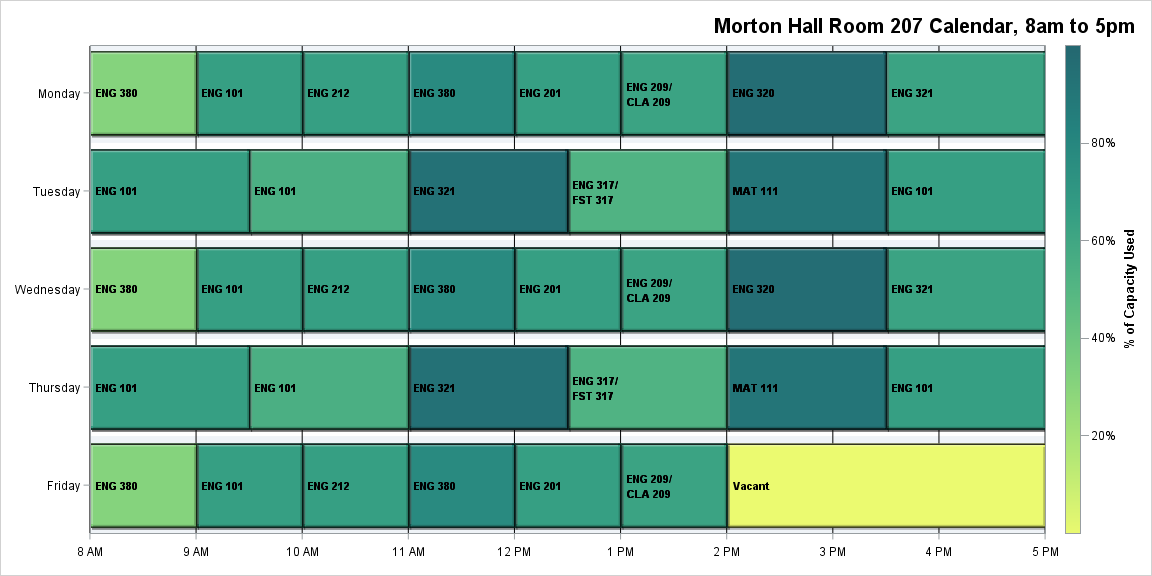 Morton Hall Room 207 Calendar, 8am to 5pm
Monday
ENG 380
ENG 101
ENG 212
ENG 380
ENG 201
ENG 209/
CLA 209
ENG 320
ENG 321
Tuesday
ENG 101
ENG 101
ENG 321
ENG 317/
FST 317
MAT 111
ENG 101
Wednesday
ENG 380
ENG 101
ENG 212
ENG 380
ENG 201
ENG 209/
CLA 209
ENG 320
ENG 321
Thursday
ENG 101
ENG 101
ENG 321
ENG 317/
FST 317
MAT 111
ENG 101
Friday
ENG 380
ENG 101
ENG 212
ENG 380
ENG 201
ENG 209/
CLA 209
Vacant
8 AM
9 AM
10 AM
11 AM
12 PM
1 PM
2 PM
3 PM
4 PM
5 PM
80%
60%
40%
20%
% of Capacity Used